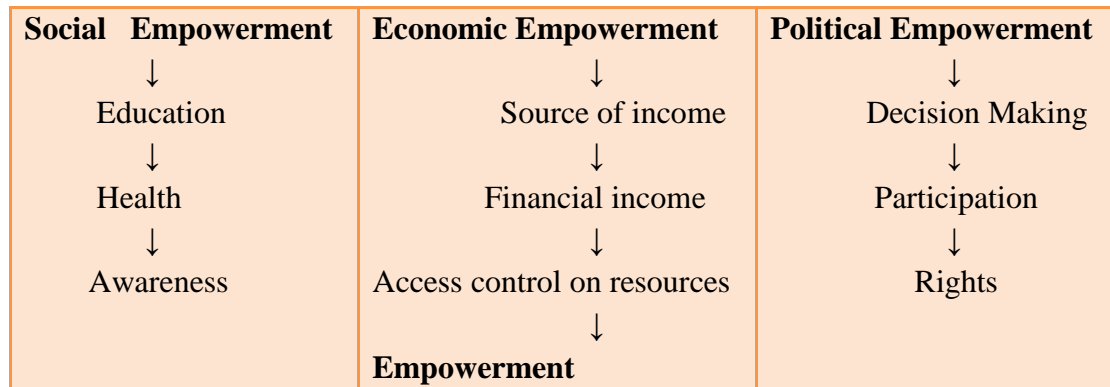 Social Empowerment
↓
Education
↓
Health
↓
Awareness
Economic Empowerment
↓
Source of income
↓
Financial income
↓
Access control on resources
↓
Empowerment
Political Empowerment
↓
Decision Making
↓
Participation
↓
Rights